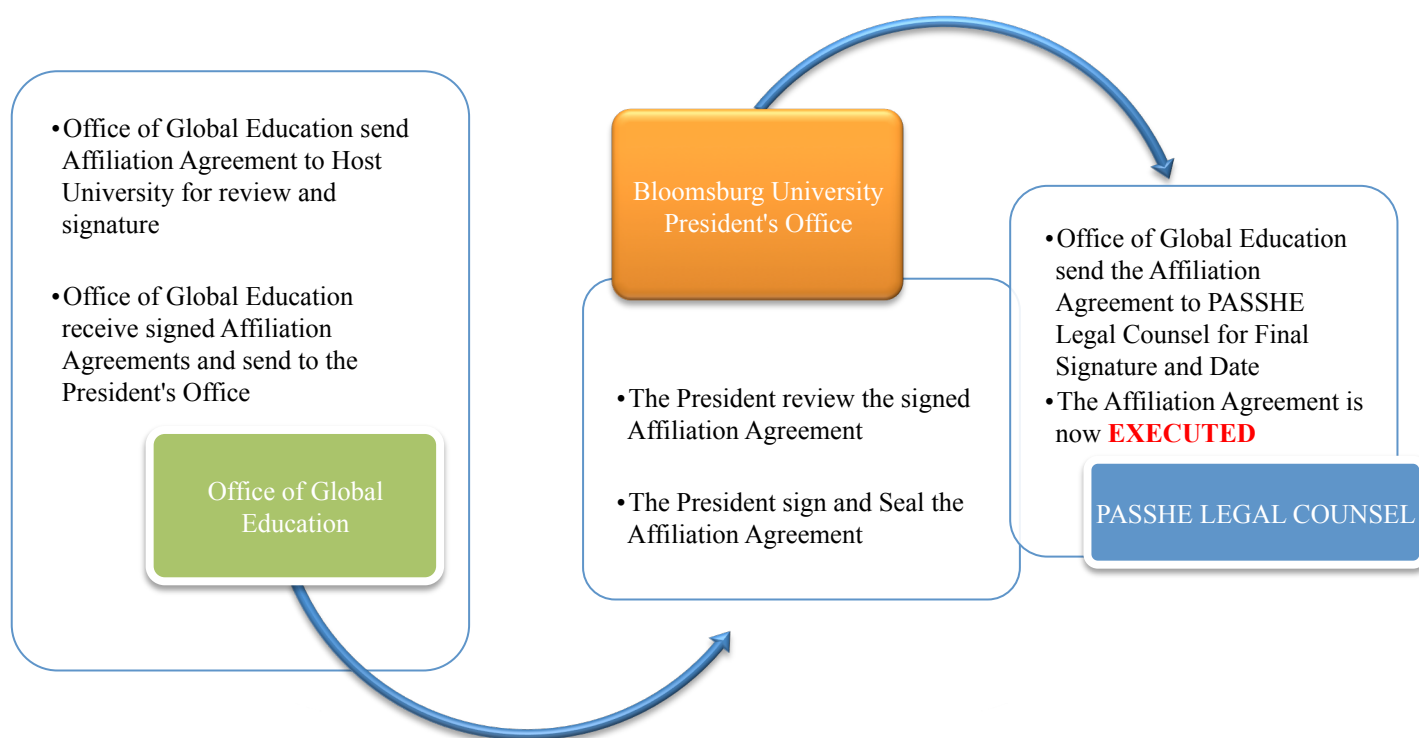 •Office of Global Education send
Affiliation Agreement to Host
University for review and
signature
•Office of Global Education
receive signed Affiliation
Agreements and send to the
President's Office
Office of Global
Education
Bloomsburg University
President's Office
•The President review the signed
Affiliation Agreement
•The President sign and Seal the
Affiliation Agreement
•Office of Global Education
send the Affiliation
Agreement to PASSHE
Legal Counsel for Final
Signature and Date
•The Affiliation Agreement is
now EXECUTED
PASSHE LEGAL COUNSEL